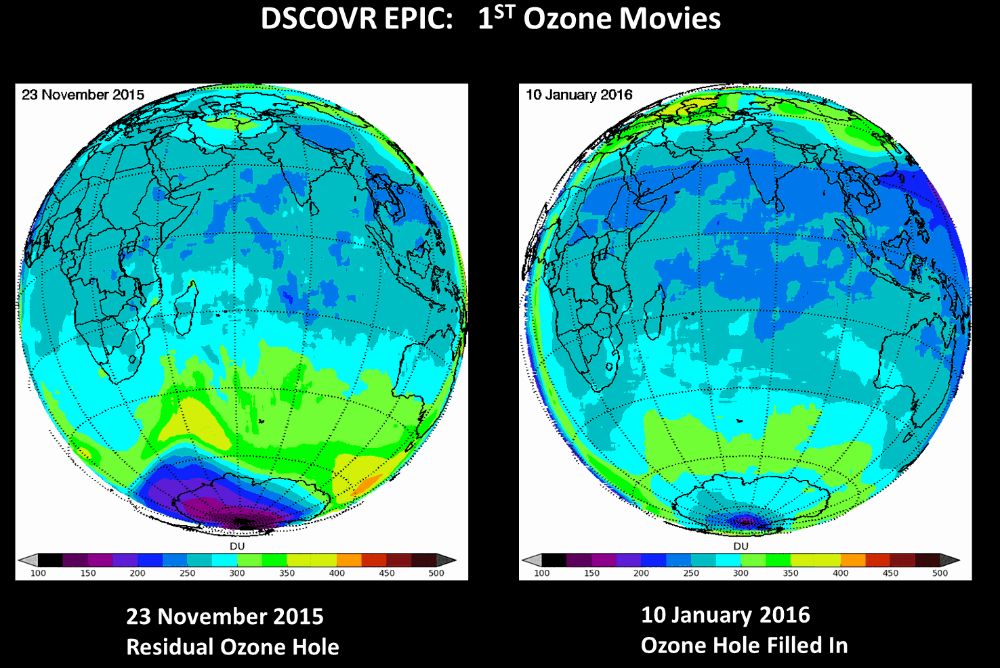 DSCOVR EPIC: 1ST Ozone Movies
23 November 2015
DU
100 150 200 250 300 350 400 450 500
23 November 2015
Residual Ozone Hole
10 January 2016
DU
100 150 200 250 300 350 400 450 500
10 January 2016
Ozone Hole Filled In